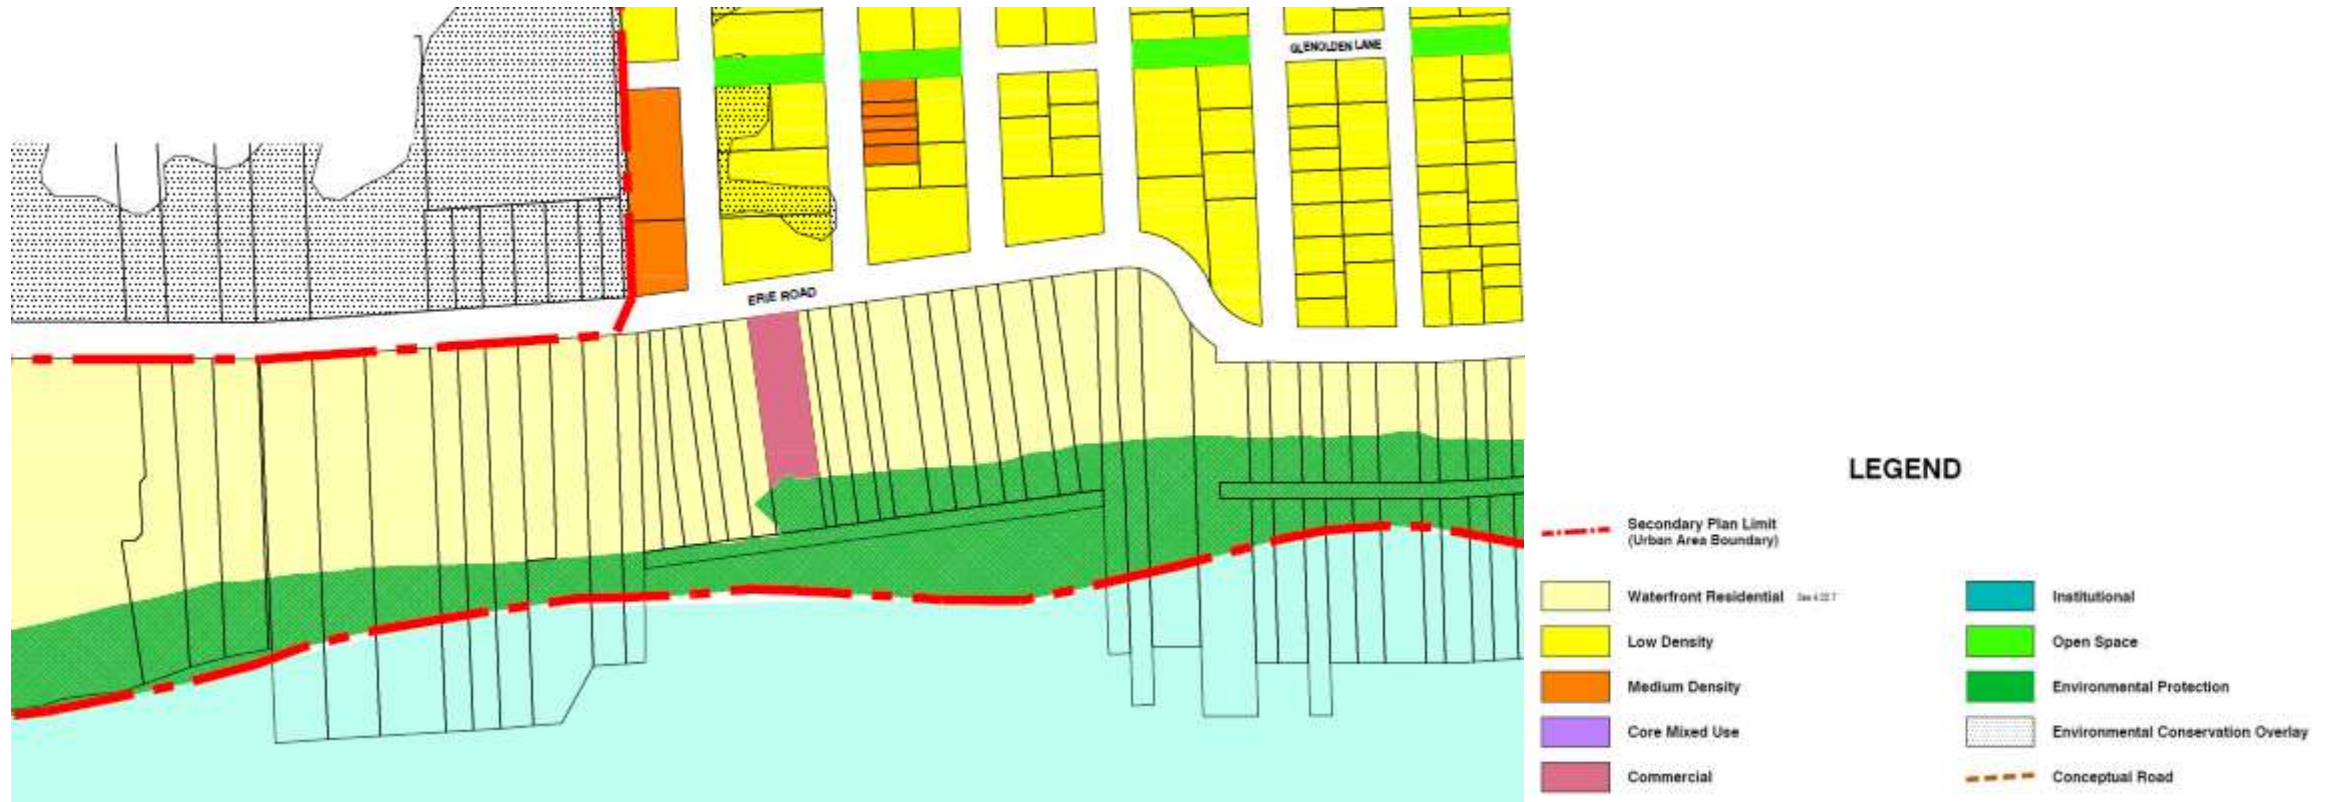 GLENOLDEN LANE
ERIE ROAD
LEGEND
Secondary Plan Limit
(Urban Area Boundary)
Waterfront Residential
Low Density
Medium Density
Core Mixed Use
Commercial
Institutional
Open Space
Environmental Protection
Environmental Conservation Overlay
Conceptual Road